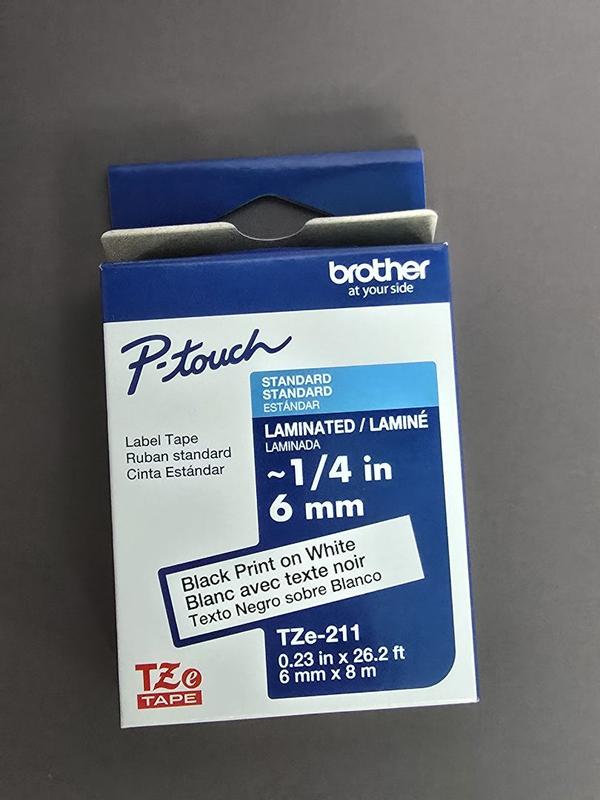 brother
at your side
P-touch
STANDARD
STANDARD
ESTÁNDAR
LAMINATED / LAMINÉ
LAMINADA
~1/4 in
6 mm
Label Tape
Ruban standard
Cinta Estándar
Black Print on White
Blanc avec texte noir
Texto Negro sobre Blanco
TZe-211
0.23 in x 26.2 ft
6 mm x 8 m
TZe
TAPE